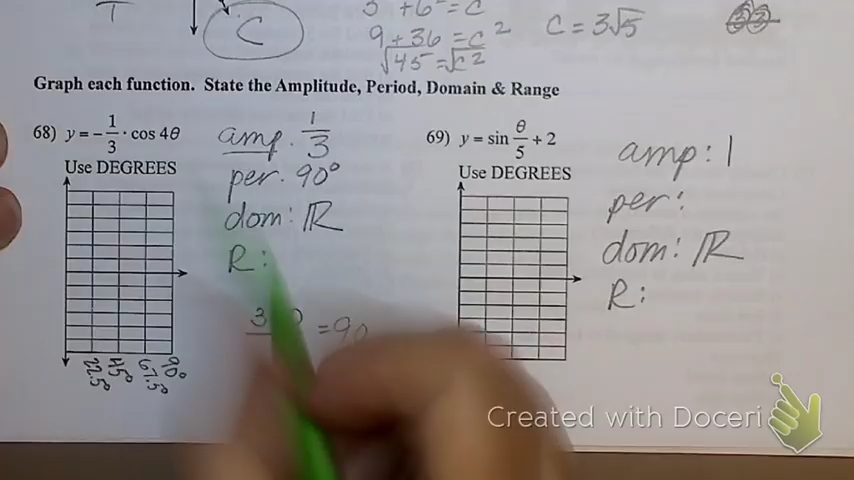 T
C
9 + 36 = c²
√45 = √c²
C = 3√5
Graph each function. State the Amplitude, Period, Domain & Range
68) y = -1/3 · cos 4θ
Use DEGREES
amp. 1/3
per. 90°
dom: ℝ
R:
= 90
22.5° 45° 67.5° 90°
69) y = sin θ/5 + 2
Use DEGREES
amp: 1
per:
dom: ℝ
R:
Created with Doceri